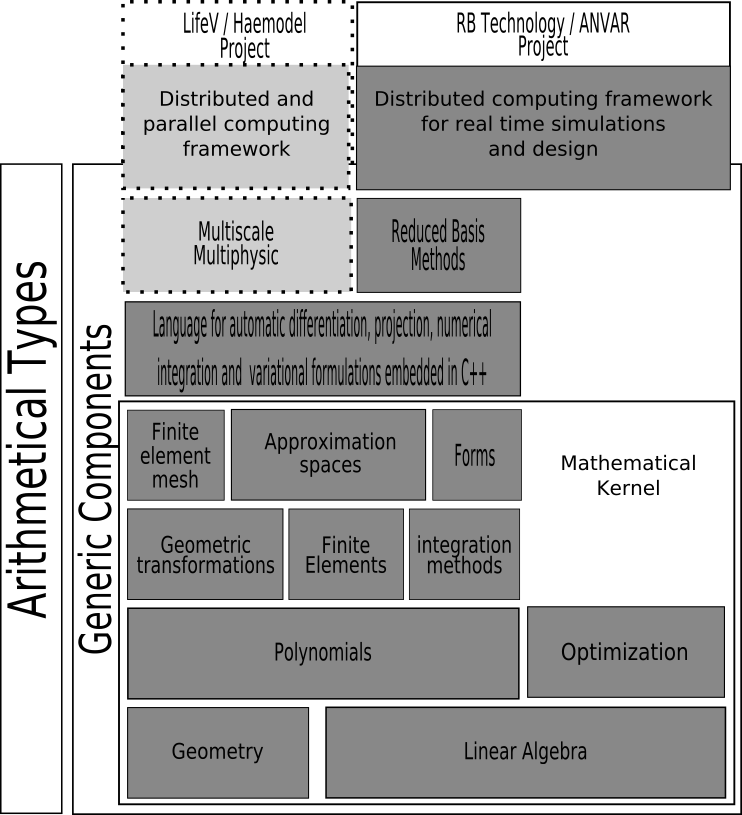 LifeV / Haemodel
Project
RB Technology / ANVAR
Project
Distributed and
parallel computing
framework
Distributed computing framework
for real time simulations
and design
Multiscale
Multiphysic
Reduced Basis
Methods
Language for automatic differentiation, projection, numerical
integration and variational formulations embedded in C++
Arithmetical Types
Generic Components
Finite
element
mesh
Approximation
spaces
Forms
Mathematical
Kernel
Geometric
transformations
Finite
Elements
integration
methods
Polynomials
Optimization
Geometry
Linear Algebra